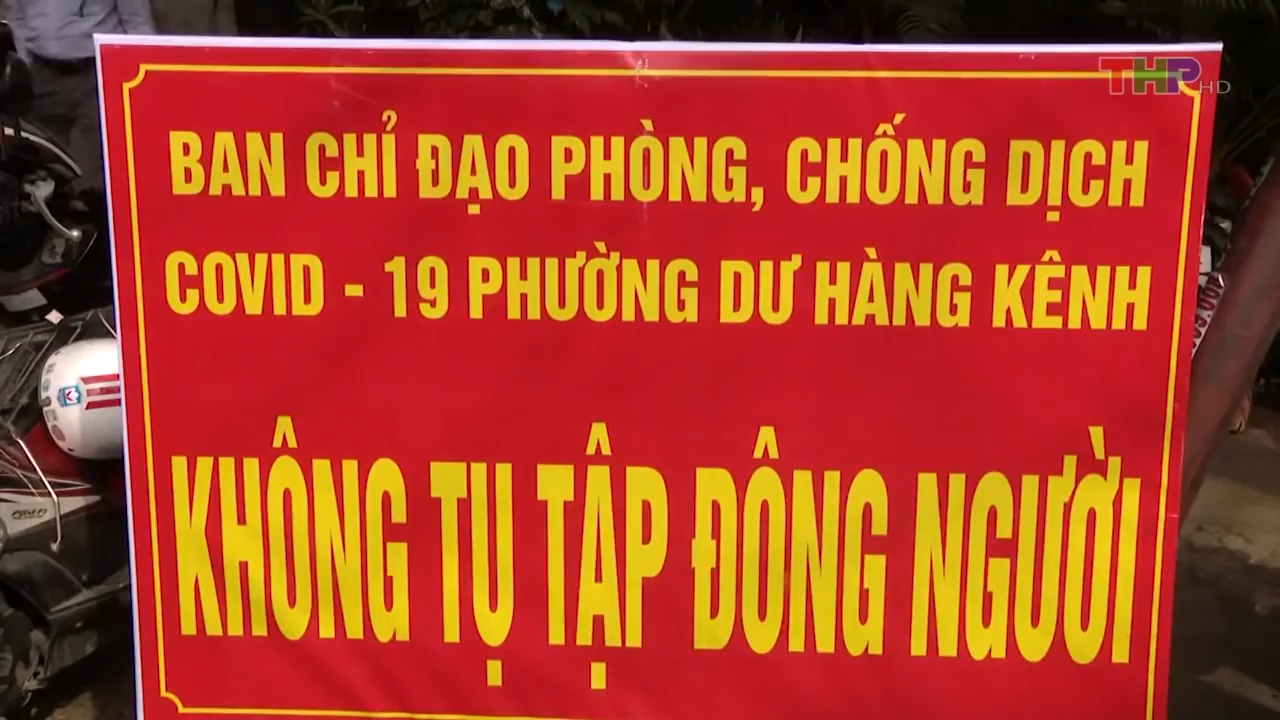 THP HD
BAN CHỈ ĐẠO PHÒNG, CHỐNG DỊCH
COVID - 19 PHƯỜNG DƯ HÀNG KÊNH
KHÔNG TỤ TẬP ĐÔNG NGƯỜI